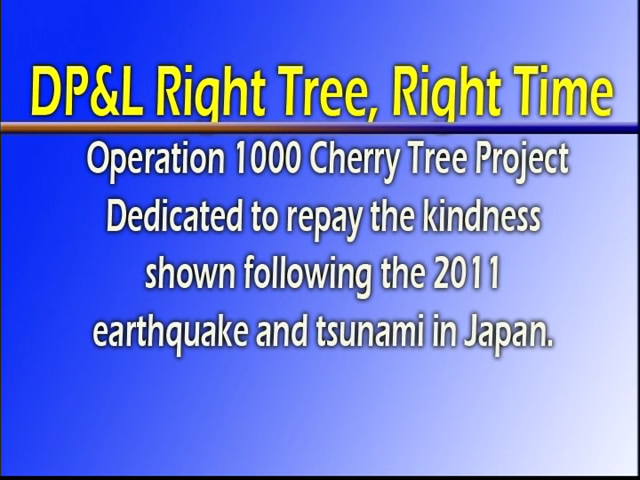 DP&L Right Tree, Right Time
Operation 1000 Cherry Tree Project
Dedicated to repay the kindness
shown following the 2011
earthquake and tsunami in Japan.